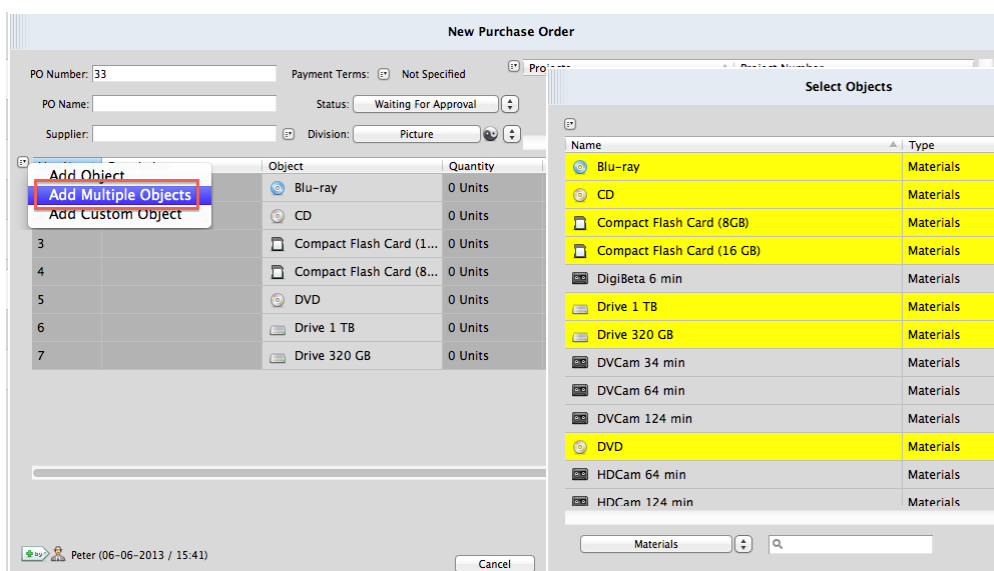 New Purchase Order
PO Number: 33
Payment Terms: Not Specified
PO Name:
Status: Waiting For Approval
Supplier:
Division: Picture
Object Quantity
Add Object
Add Multiple Objects
Add Custom Object
Blu-ray 0 Units
CD 0 Units
3 Compact Flash Card (1... 0 Units
4 Compact Flash Card (8... 0 Units
5 DVD 0 Units
6 Drive 1 TB 0 Units
7 Drive 320 GB 0 Units
by Peter (06-06-2013 / 15:41)
Cancel
Project Number
Select Objects
Name Type
Blu-ray Materials
CD Materials
Compact Flash Card (8GB) Materials
Compact Flash Card (16 GB) Materials
DigiBeta 6 min Materials
Drive 1 TB Materials
Drive 320 GB Materials
DVCam 34 min Materials
DVCam 64 min Materials
DVCam 124 min Materials
DVD Materials
HDCam 64 min Materials
HDCam 124 min Materials
Materials